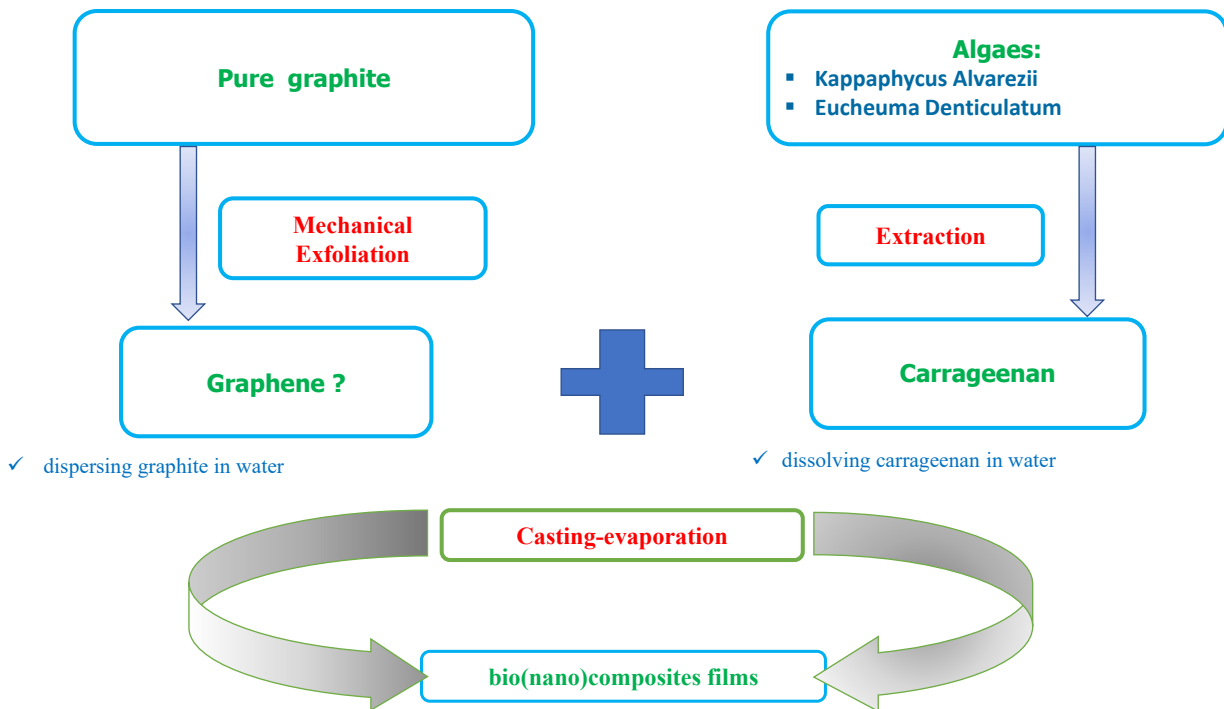 Pure graphite
Algaes:
▪ Kappaphycus Alvarezii
▪ Eucheuma Denticulatum
Mechanical
Exfoliation
Extraction
Graphene ?
Carrageenan
✓ dispersing graphite in water
✓ dissolving carrageenan in water
Casting-evaporation
bio(nano)composites films